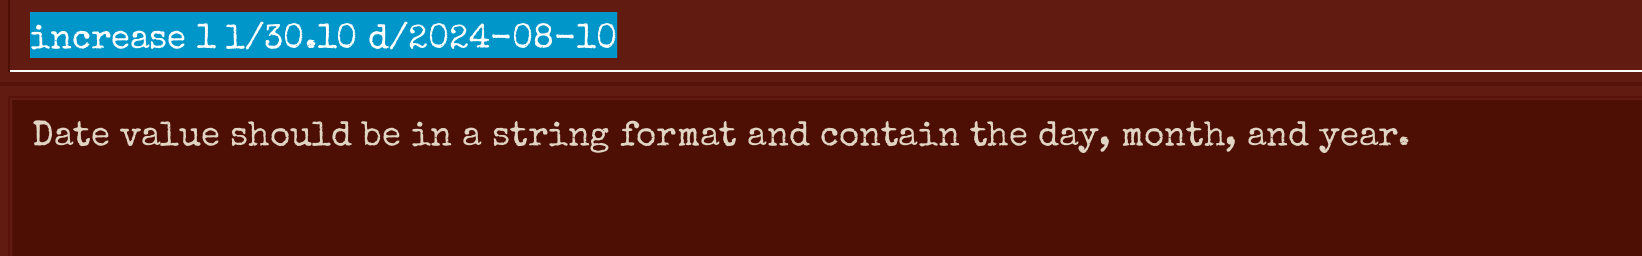 increase 1 l/30.10 d/2024-08-10
Date value should be in a string format and contain the day, month, and year.